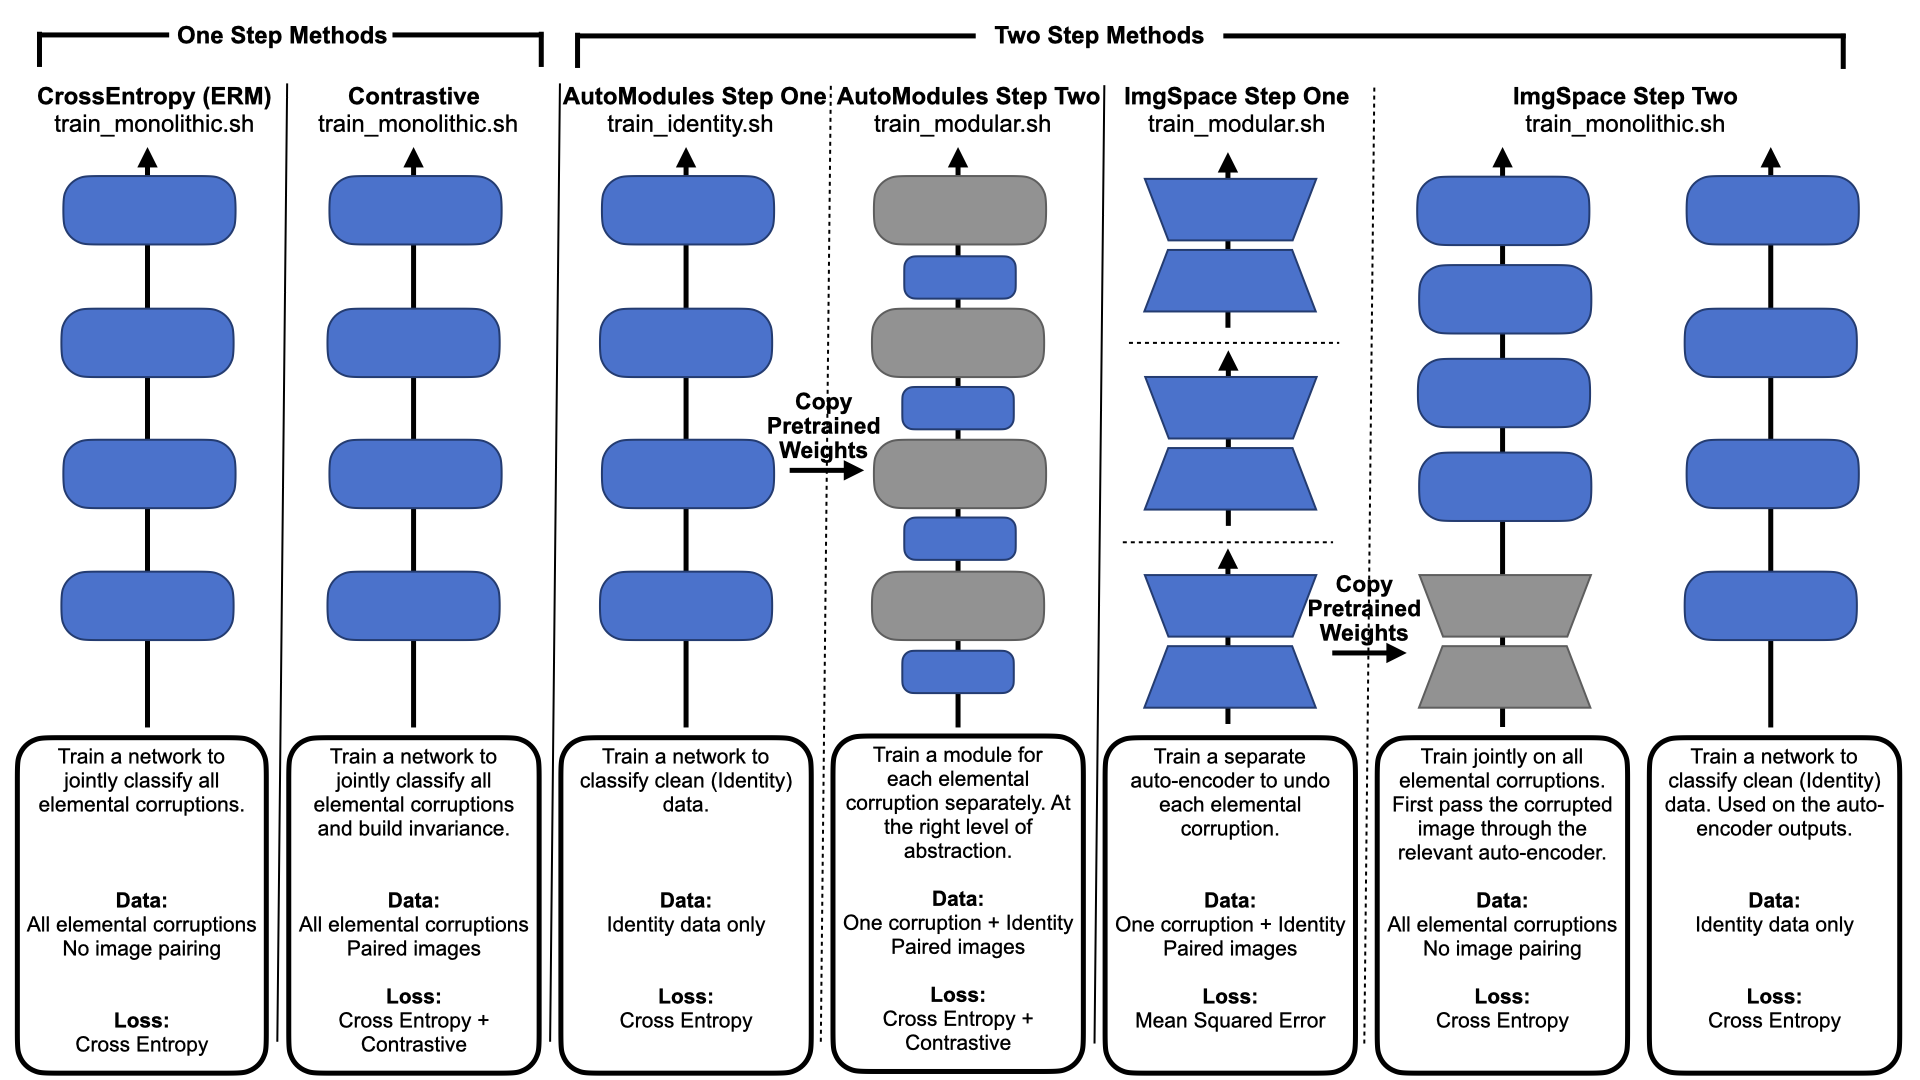 One Step Methods
Two Step Methods
CrossEntropy (ERM)
train_monolithic.sh
Contrastive
train_monolithic.sh
AutoModules Step One
train_identity.sh
AutoModules Step Two
train_modular.sh
ImgSpace Step One
train_modular.sh
ImgSpace Step Two
train_monolithic.sh
Copy
Pretrained
Weights
Copy
Pretrained
Weights
Train a network to
jointly classify all
elemental corruptions.
Data:
All elemental corruptions
No image pairing
Loss:
Cross Entropy
Train a network to
jointly classify all
elemental corruptions
and build invariance.
Data:
All elemental corruptions
Paired images
Loss:
Cross Entropy +
Contrastive
Train a network to
classify clean (Identity)
data.
Data:
Identity data only
Loss:
Cross Entropy
Train a module for
each elemental
corruption separately. At
the right level of
abstraction.
Data:
One corruption + Identity
Paired images
Loss:
Cross Entropy +
Contrastive
Train a separate
auto-encoder to undo
each elemental
corruption.
Data:
One corruption + Identity
Paired images
Loss:
Mean Squared Error
Train jointly on all
elemental corruptions.
First pass the corrupted
image through the
relevant auto-encoder.
Data:
All elemental corruptions
No image pairing
Loss:
Cross Entropy
Train a network to
classify clean (Identity)
data. Used on the auto-
encoder outputs.
Data:
Identity data only
Loss:
Cross Entropy